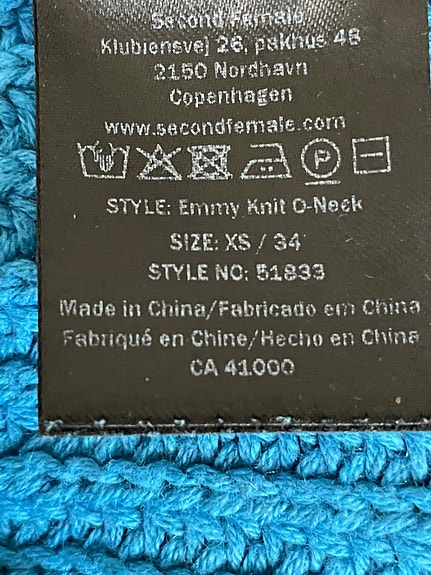 Second Female
Klubiensvej 26, pakhus 48
2150 Nordhavn
Copenhagen
www.secondfemale.com
P
STYLE: Emmy Knit O-Neck
SIZE: XS / 34
STYLE NO: 51833
Made in China/Fabricado em China
Fabriqué en Chine/Hecho en China
CA 41000